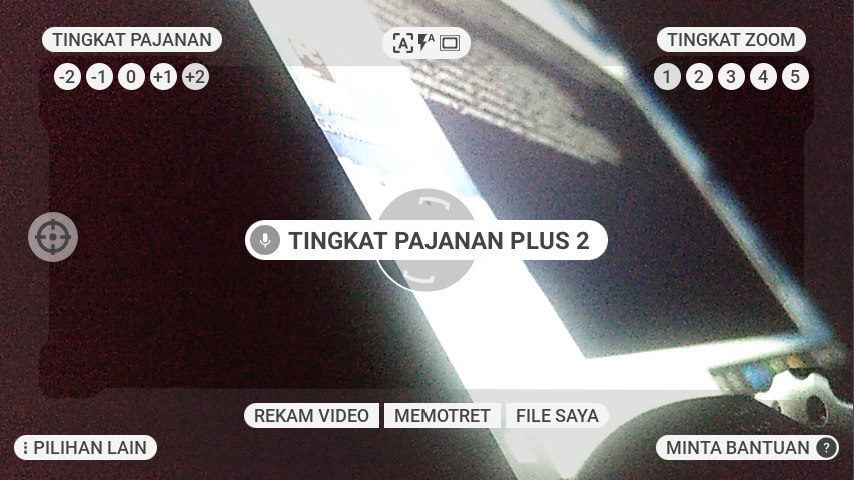 TINGKAT PAJANAN
-2 -1 0 +1 +2
A
A
TINGKAT ZOOM
1 2 3 4 5
TINGKAT PAJANAN PLUS 2
REKAM VIDEO
MEMOTRET
FILE SAYA
PILIHAN LAIN
MINTA BANTUAN ?